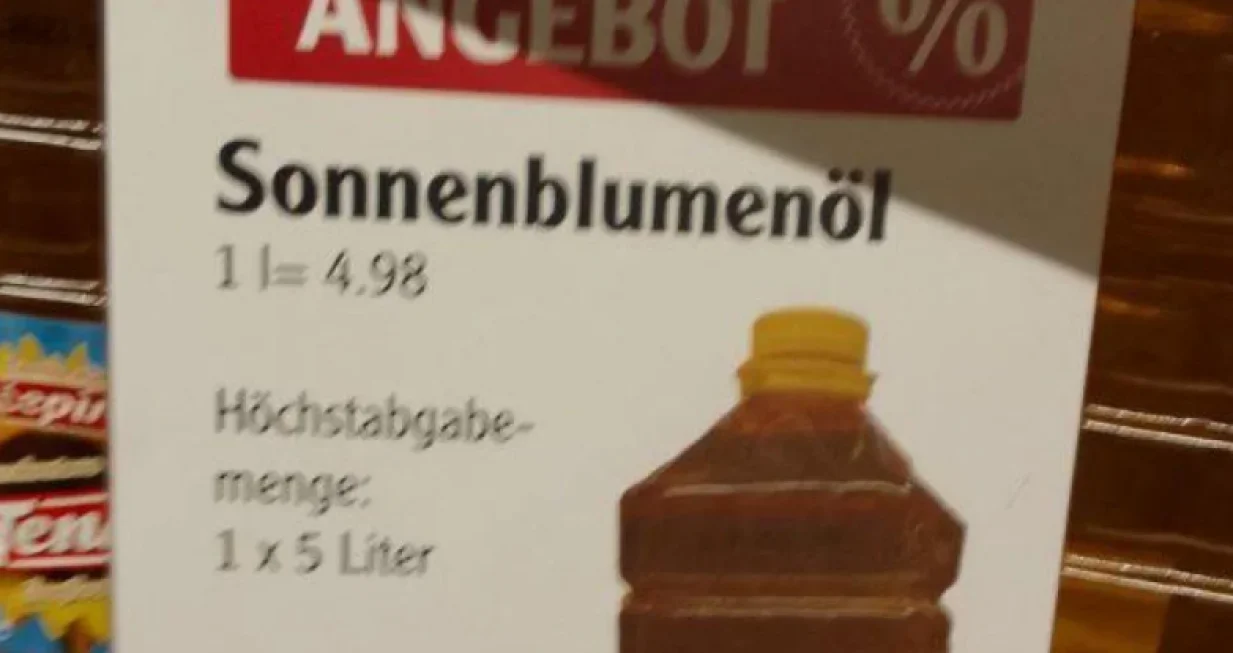 ANGEBOT %
Sonnenblumenöl
1 l= 4.98
Höchstabgabe-
menge:
1 x 5 Liter